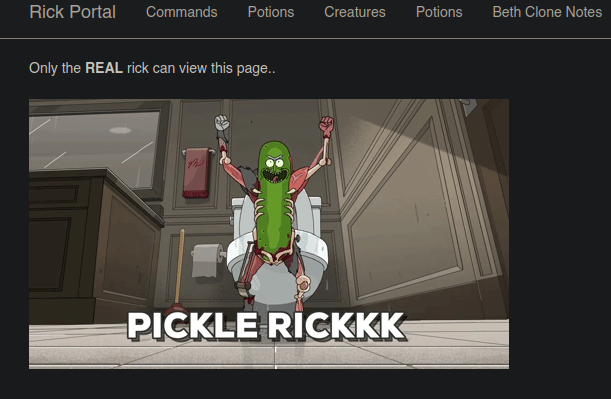 Rick Portal Commands Potions Creatures Potions Beth Clone Notes
Only the REAL rick can view this page..
PICKLE RICKKK